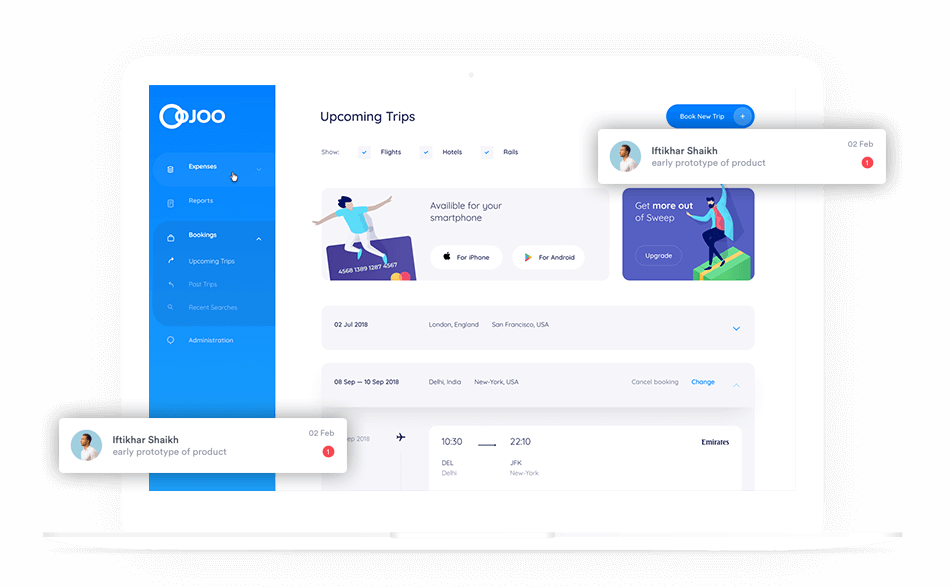 OJOO
Expenses
Reports
Bookings
Upcoming Trips
Past Trips
Recent Searches
Administration
Upcoming Trips
Book New Trip +
Show: Flights Hotels Rails
Iftikhar Shaikh 02 Feb
early prototype of product 1
4568 1389 1287 4567
Availible for your
smartphone
For iPhone For Android
Get more out
of Sweep
Upgrade
02 Jul 2018 London, England San Francisco, USA
08 Sep — 10 Sep 2018 Delhi, India New-York, USA Cancel booking Change
Iftikhar Shaikh 02 Feb
early prototype of product 1
ep 2018
10:30 22:10 Emirates
DEL JFK
Delhi New-York